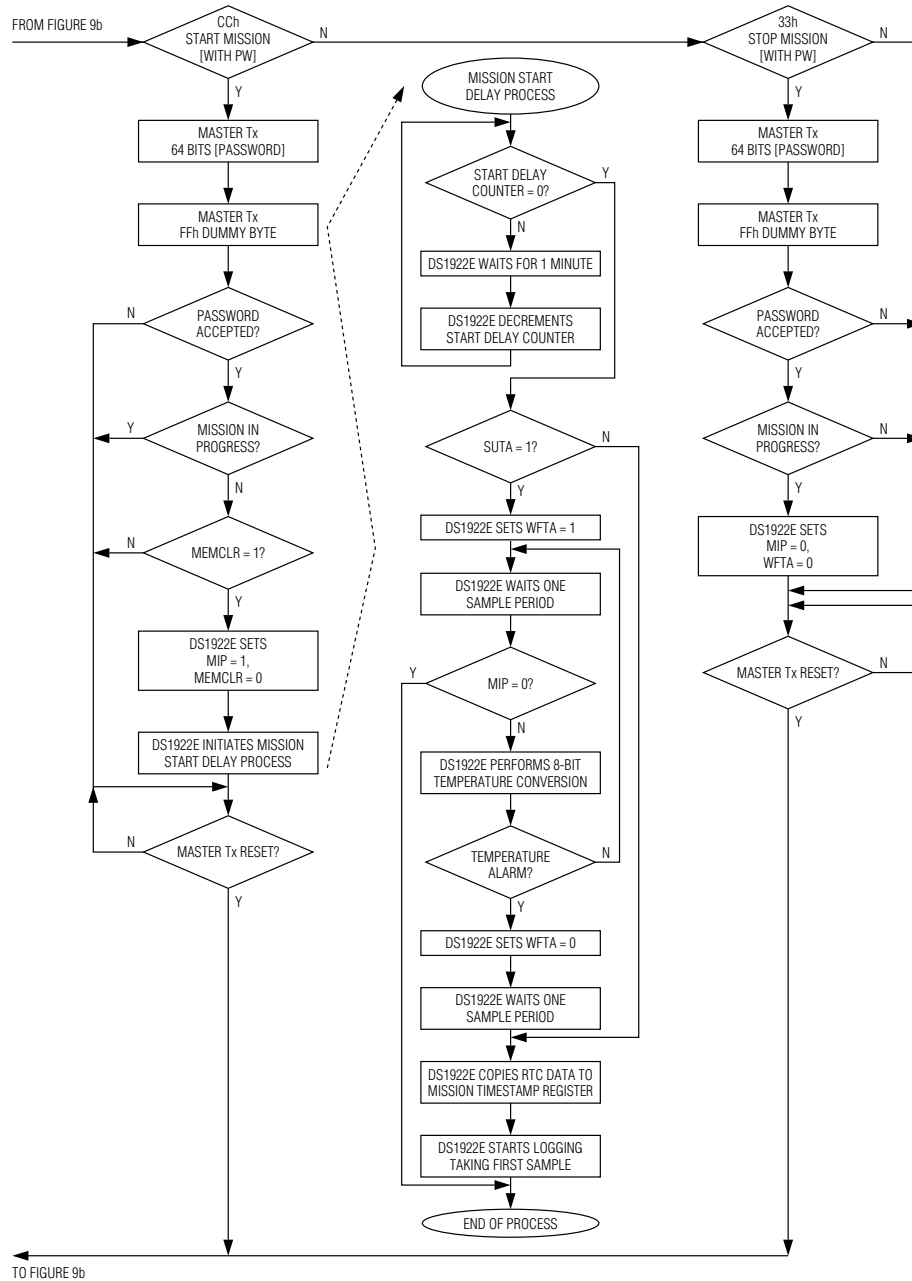 FROM FIGURE 9b
CCh
START MISSION
[WITH PW]
N
Y
MASTER Tx
64 BITS [PASSWORD]
MASTER Tx
FFh DUMMY BYTE
N
PASSWORD
ACCEPTED?
Y
Y
MISSION IN
PROGRESS?
N
N
MEMCLR = 1?
Y
DS1922E SETS
MIP = 1,
MEMCLR = 0
DS1922E INITIATES MISSION
START DELAY PROCESS
N
MASTER Tx RESET?
Y
MISSION START
DELAY PROCESS
START DELAY
COUNTER = 0?
Y
N
DS1922E WAITS FOR 1 MINUTE
DS1922E DECREMENTS
START DELAY COUNTER
SUTA = 1?
N
Y
DS1922E SETS WFTA = 1
DS1922E WAITS ONE
SAMPLE PERIOD
Y
MIP = 0?
N
DS1922E PERFORMS 8-BIT
TEMPERATURE CONVERSION
TEMPERATURE
ALARM?
N
Y
DS1922E SETS WFTA = 0
DS1922E WAITS ONE
SAMPLE PERIOD
DS1922E COPIES RTC DATA TO
MISSION TIMESTAMP REGISTER
DS1922E STARTS LOGGING
TAKING FIRST SAMPLE
END OF PROCESS
33h
STOP MISSION
[WITH PW]
N
Y
MASTER Tx
64 BITS [PASSWORD]
MASTER Tx
FFh DUMMY BYTE
PASSWORD
ACCEPTED?
N
Y
MISSION IN
PROGRESS?
N
Y
DS1922E SETS
MIP = 0,
WFTA = 0
MASTER Tx RESET?
N
Y
TO FIGURE 9b